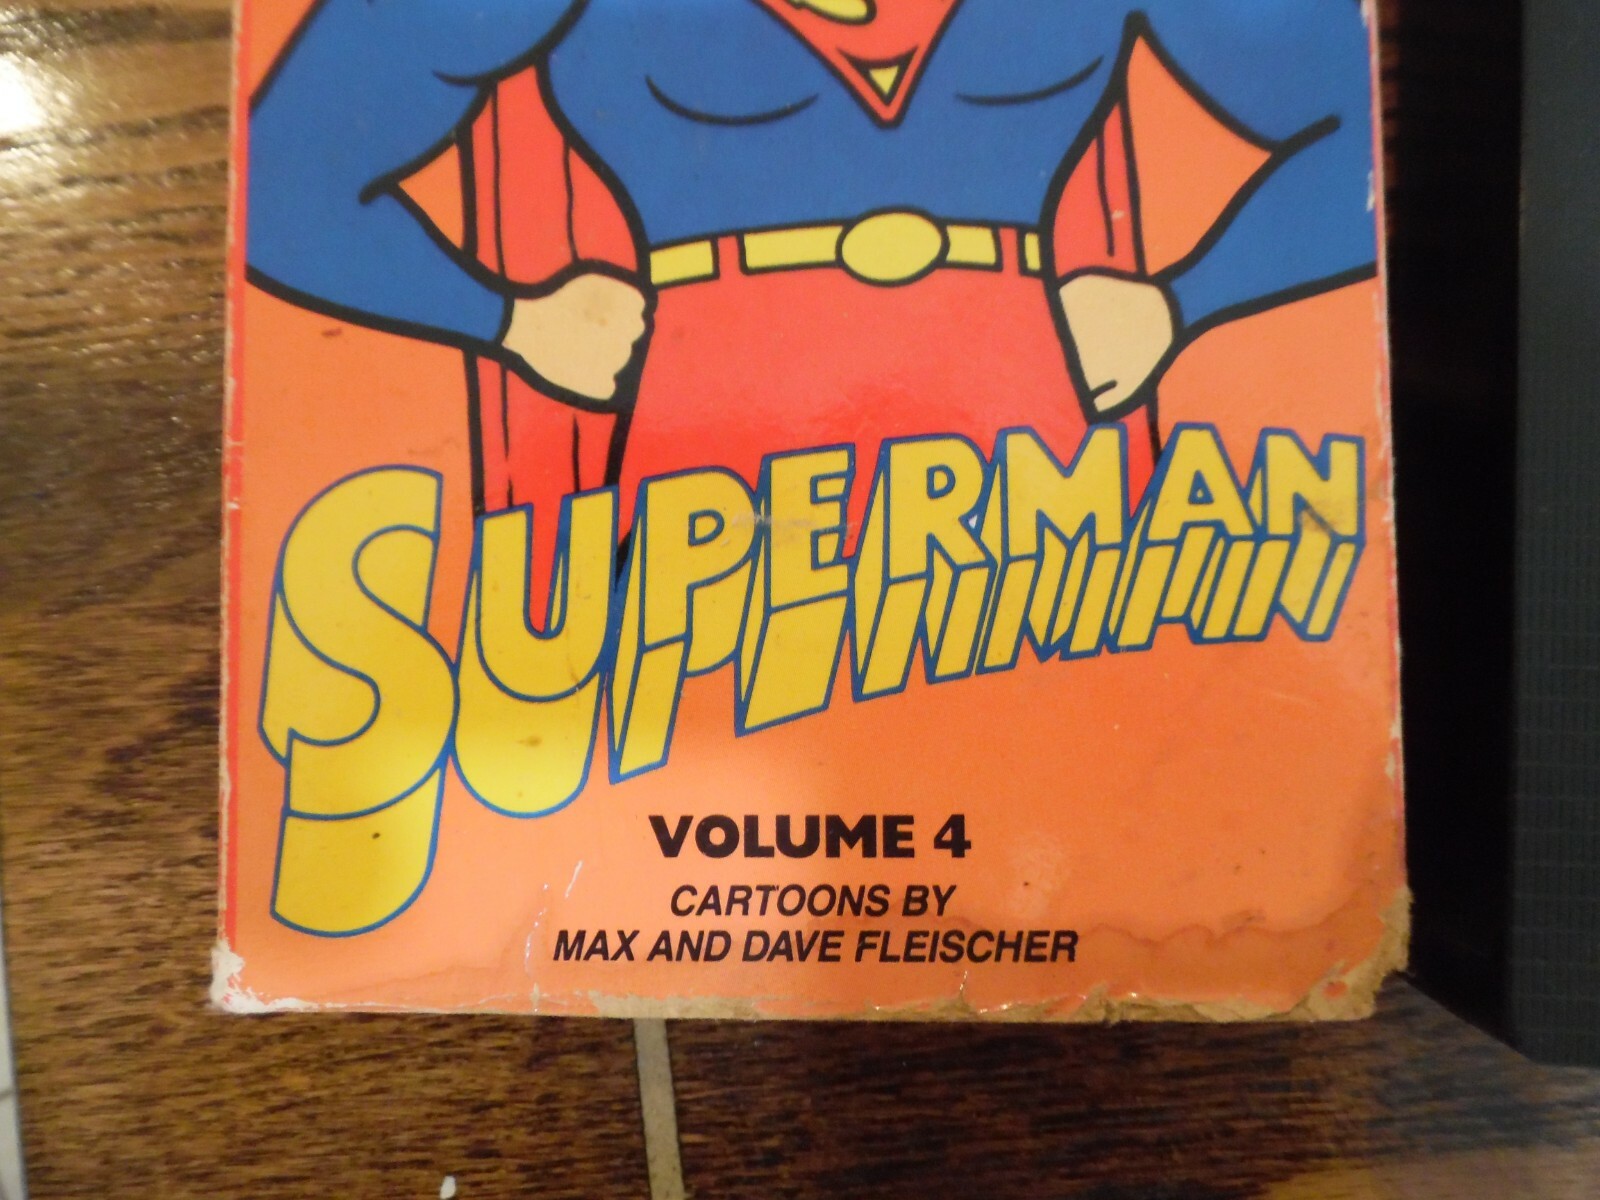 SUPERMAN
VOLUME 4
CARTOONS BY
MAX AND DAVE FLEISCHER